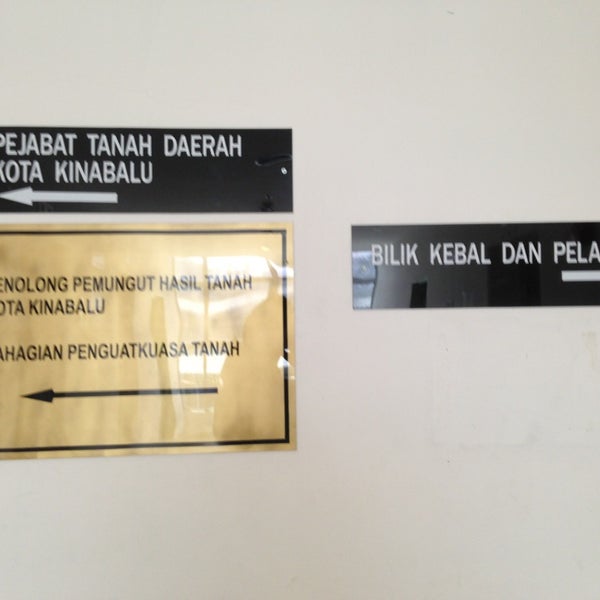 PEJABAT TANAH DAERAH
KOTA KINABALU
ENOLONG PEMUNGUT HASIL TANAH
OTA KINABALU
AHAGIAN PENGUATKUASA TANAH
BILIK KEBAL DAN PELA